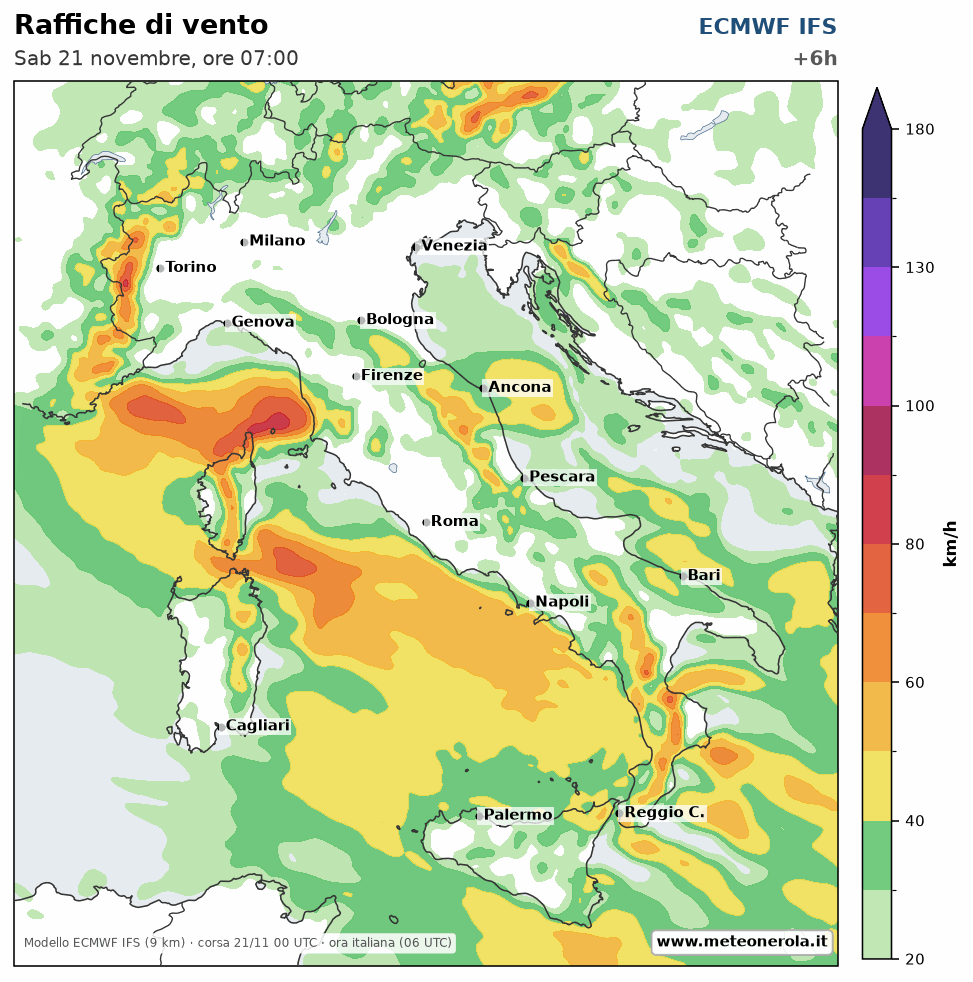 Raffiche di vento
ECMWF IFS
Sab 21 novembre, ore 07:00
+6h
180
Milano
Venezia
Torino
130
Genova
Bologna
Firenze
Ancona
100
Pescara
Roma
80
km/h
Bari
Napoli
60
Cagliari
Palermo
Reggio C.
40
Modello ECMWF IFS (9 km) · corsa 21/11 00 UTC · ora italiana (06 UTC)
www.meteonerola.it
20